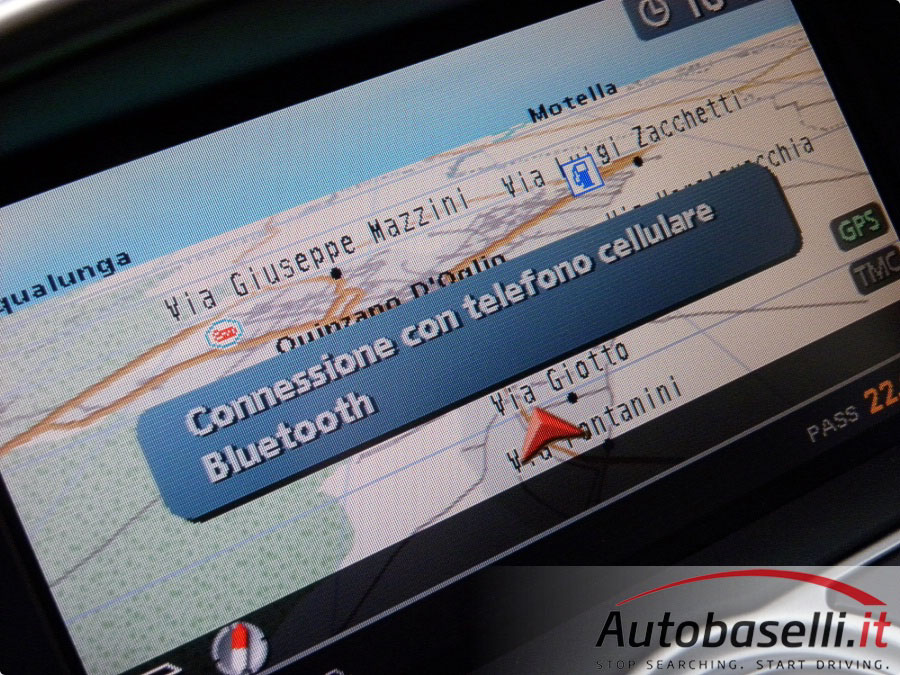 Motella
Via Luigi Zacchetti
Via Giuseppe Mazzini
qualunga
Quinzano D'Oglio
GPS
TMC
Connessione con telefono cellulare
Bluetooth
Via Giotto
Via Fontanini
PASS 22.
Autobaselli.it
STOP SEARCHING. START DRIVING.